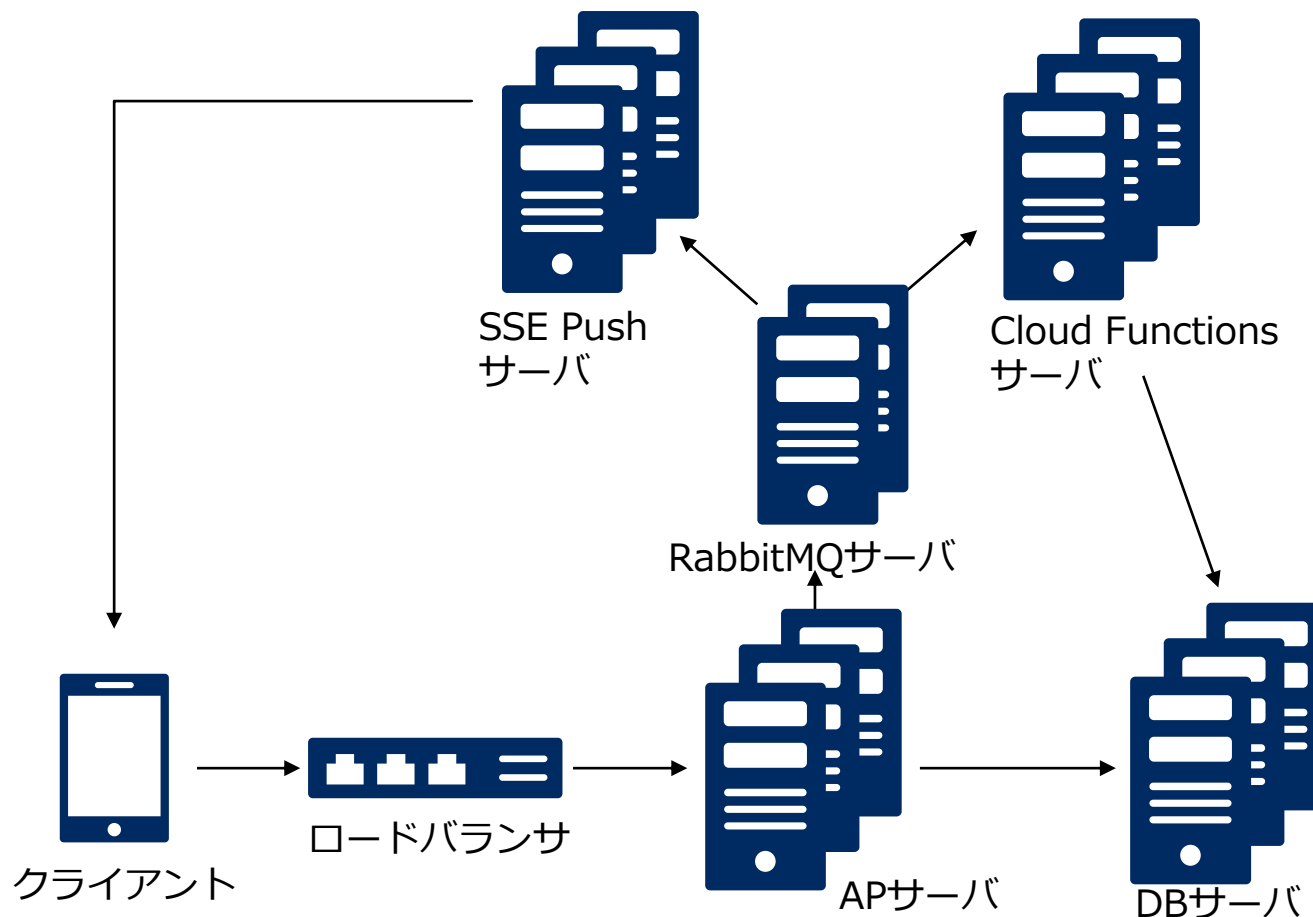 SSE Push
サーバ
Cloud Functions
サーバ
RabbitMQサーバ
ロードバランサ
クライアント
APサーバ
DBサーバ